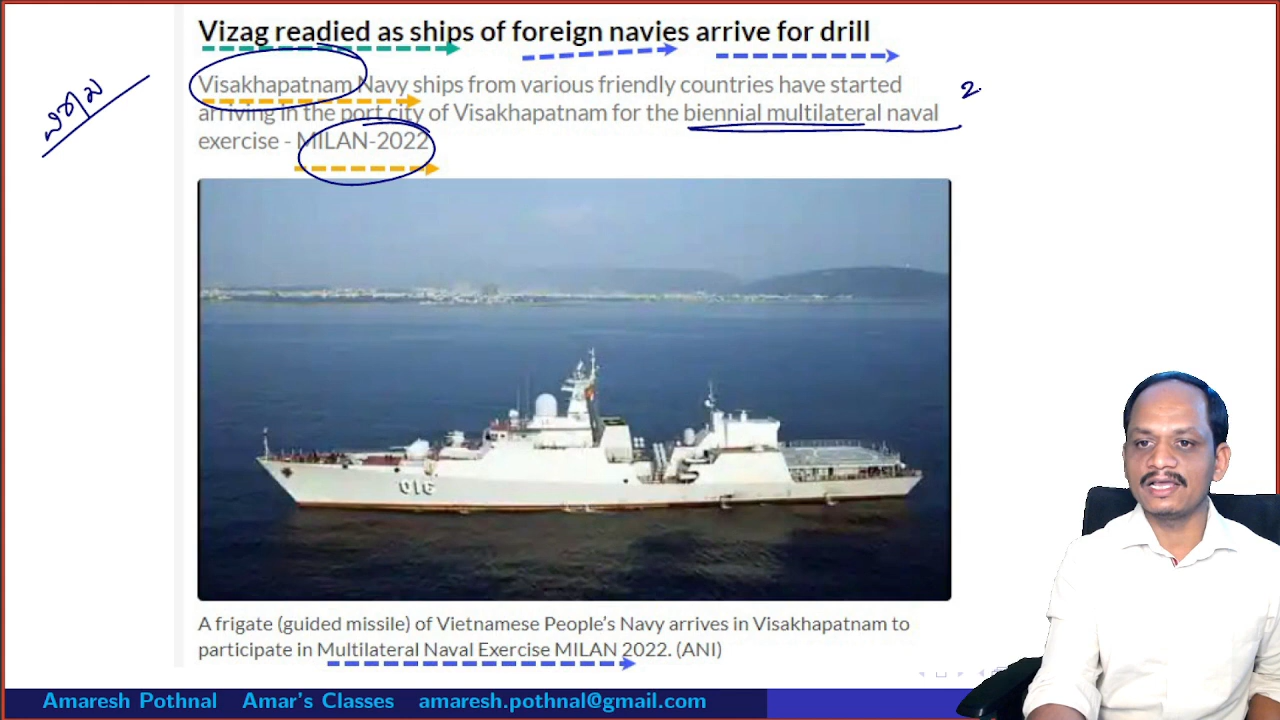 Vizag readied as ships of foreign navies arrive for drill
Visakhapatnam Navy ships from various friendly countries have started
arriving in the port city of Visakhapatnam for the biennial multilateral naval
exercise - MILAN-2022
2
016
A frigate (guided missile) of Vietnamese People's Navy arrives in Visakhapatnam to
participate in Multilateral Naval Exercise MILAN 2022. (ANI)
Amaresh Pothnal Amar's Classes amaresh.pothnal@gmail.com